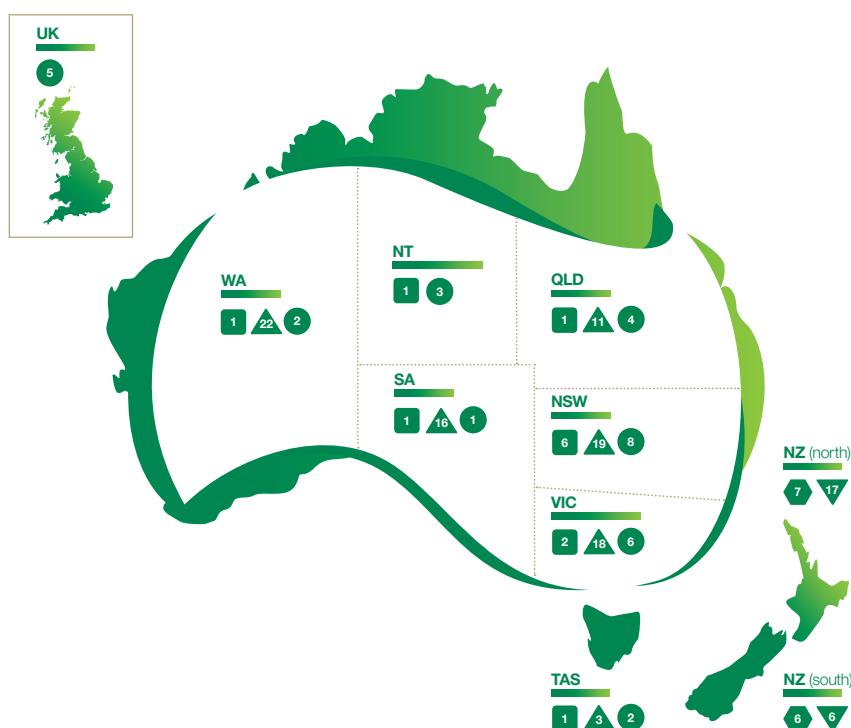 UK
5
WA
1 22 2
NT
1 3
QLD
1 11 4
SA
1 16 1
NSW
6 19 8
VIC
2 18 6
NZ (north)
7 17
TAS
1 3 2
NZ (south)
6 6